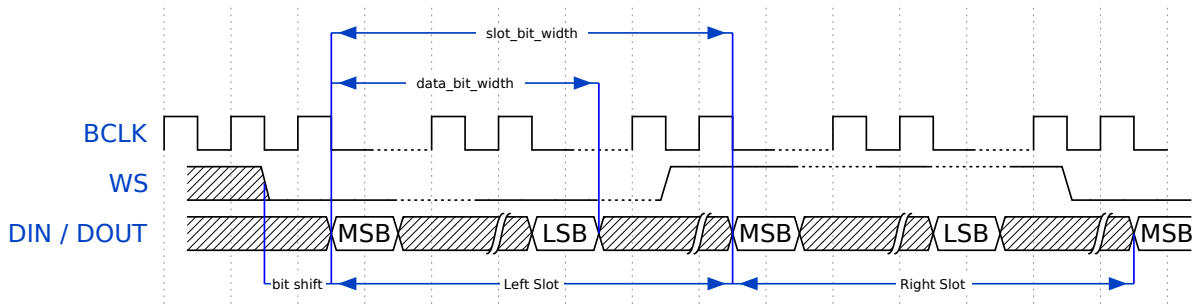 slot_bit_width
data_bit_width
BCLK
WS
DIN / DOUT MSB LSB MSB LSB MSB
bit shift Left Slot Right Slot